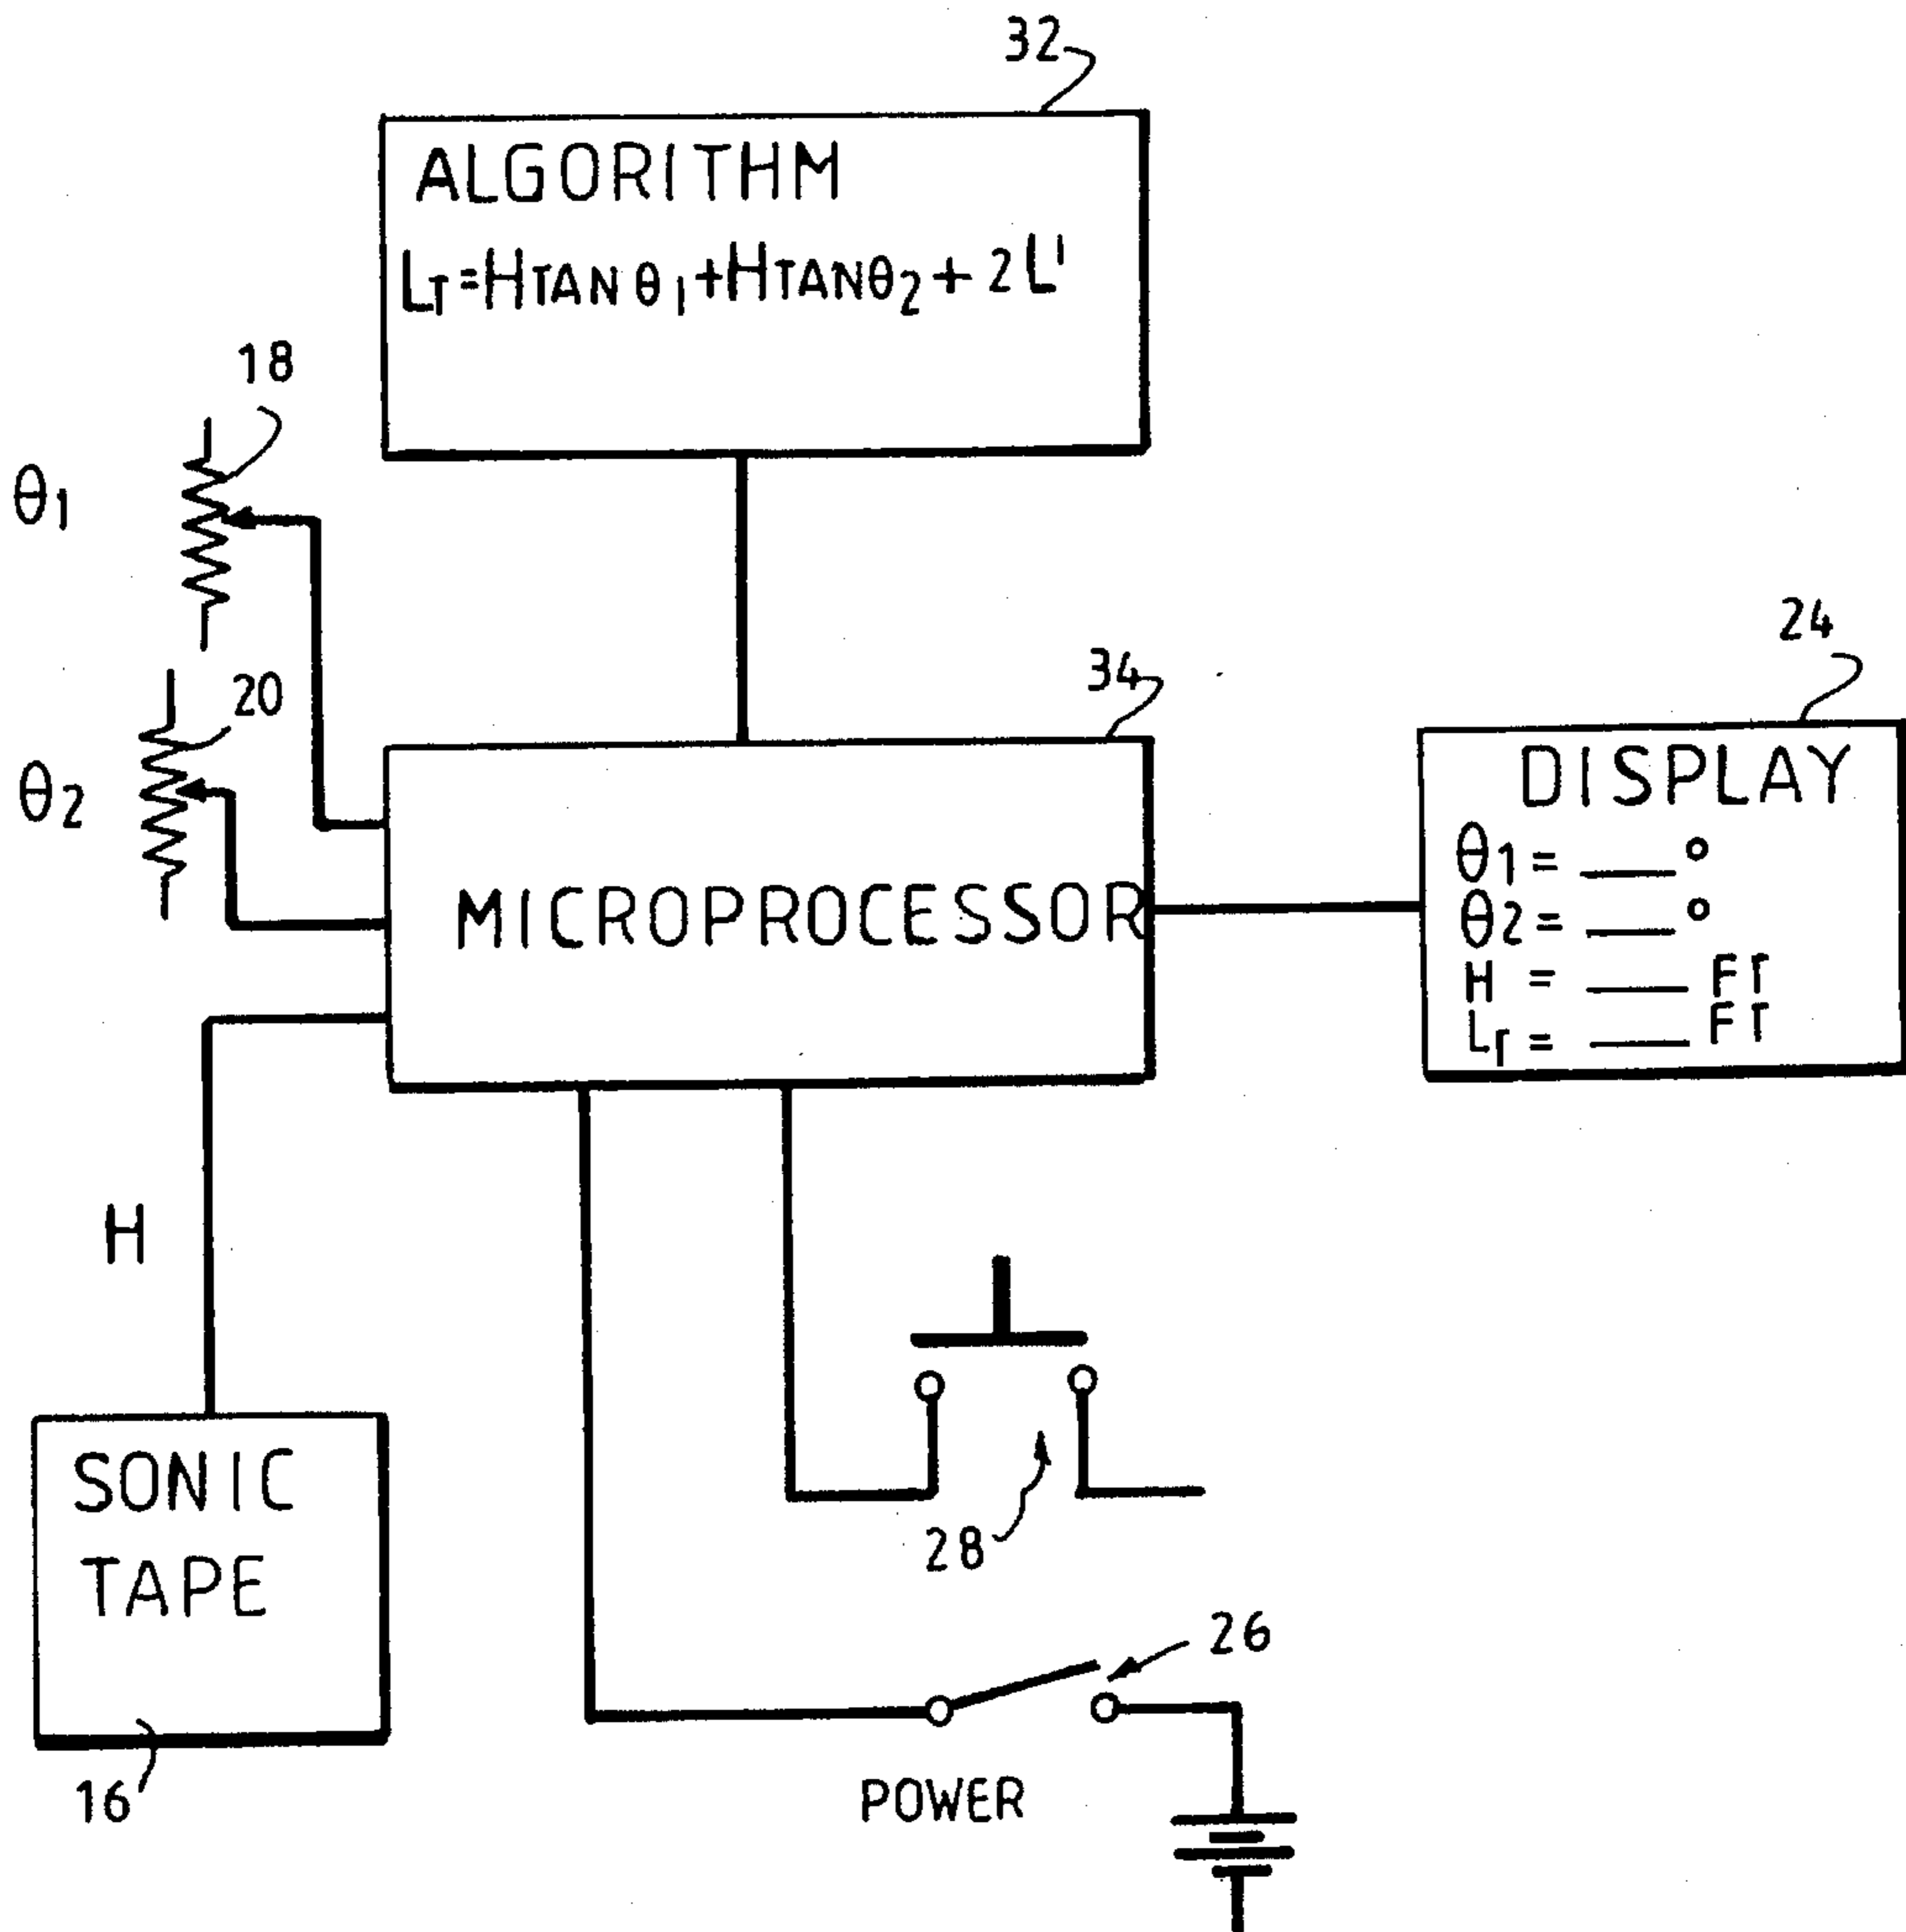 32
ALGORITHM
LT=HTANθ1+HTANθ2+2L'
18
θ1
20
θ2
34
MICROPROCESSOR
24
DISPLAY
θ1= ___°
θ2= ___°
H = ___ FT
LT= ___ FT
H
SONIC
TAPE
16
28
26
POWER